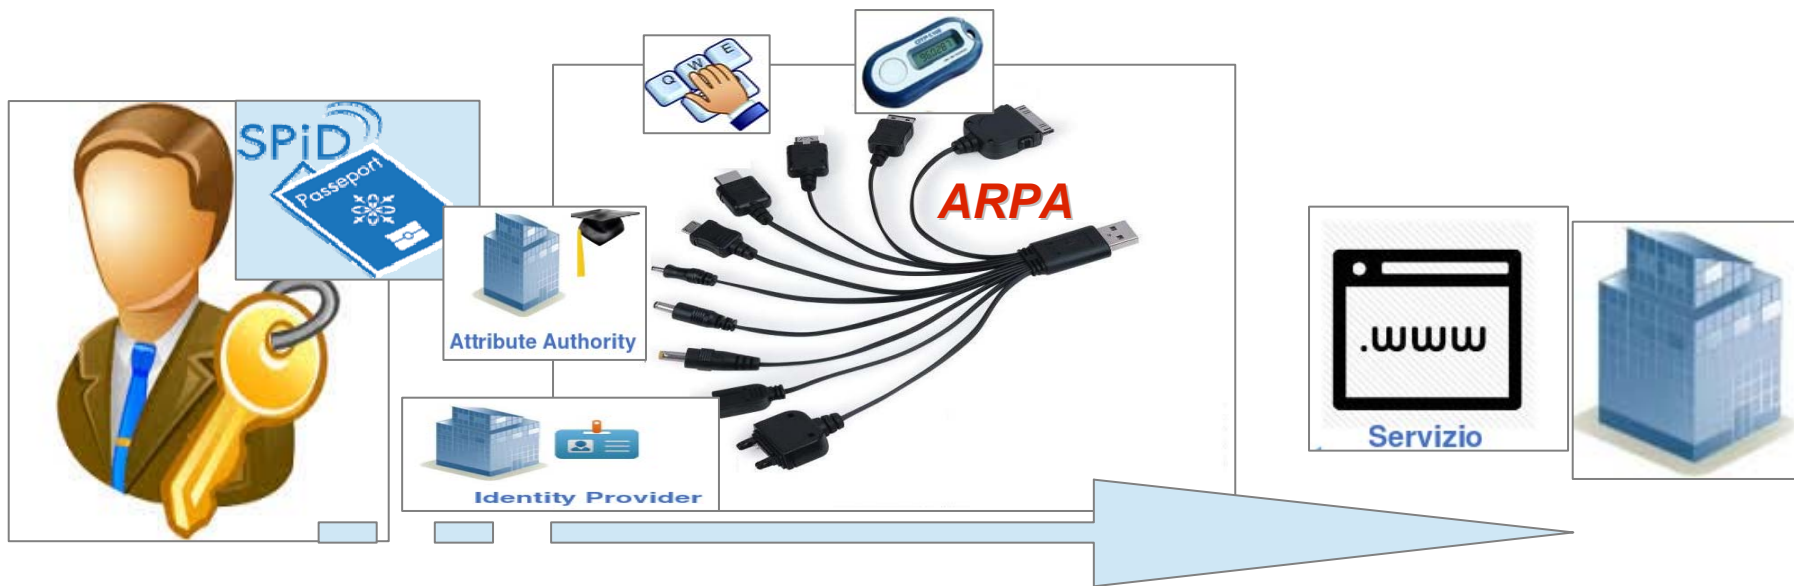 SPiD
Passeport
Q W E
ARPA
Attribute Authority
Identity Provider
.www
Servizio